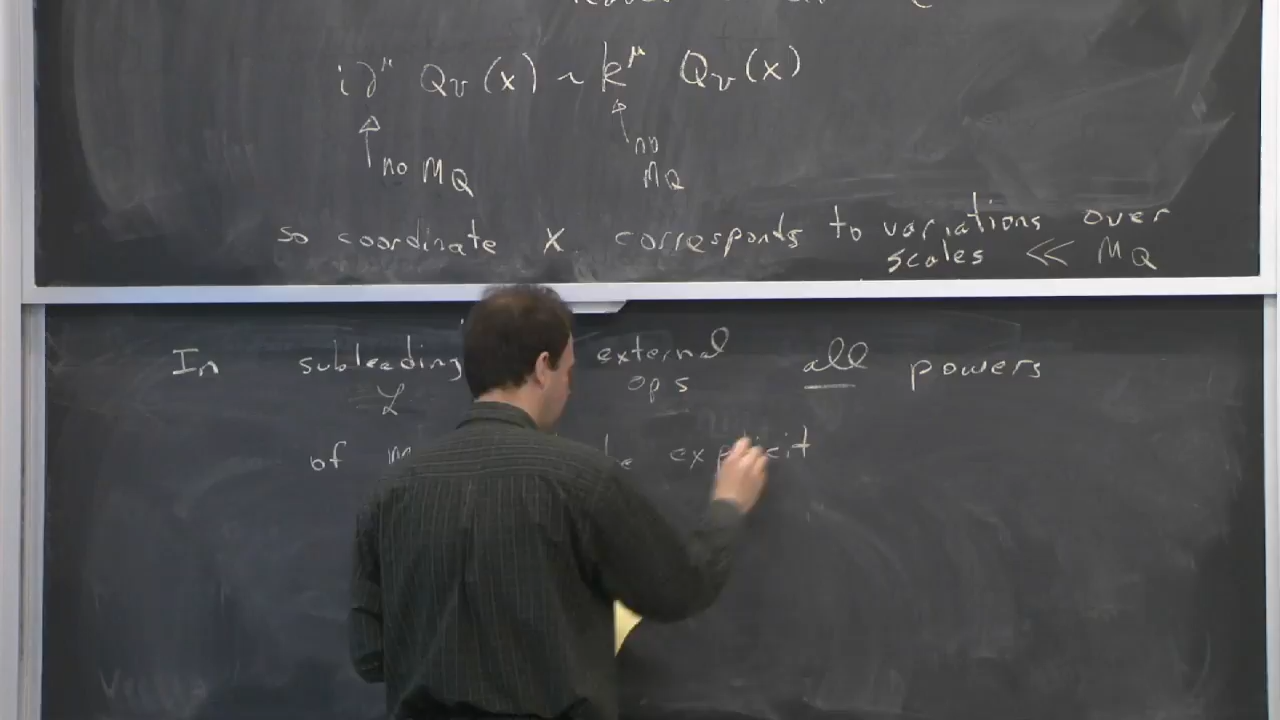 i∂^μ Q_v(x) ~ k^μ Q_v(x)
no M_Q
no
M_Q
so coordinate x corresponds to variations over
scales << M_Q
In subleading external all powers
ℒ ops
of be explicit